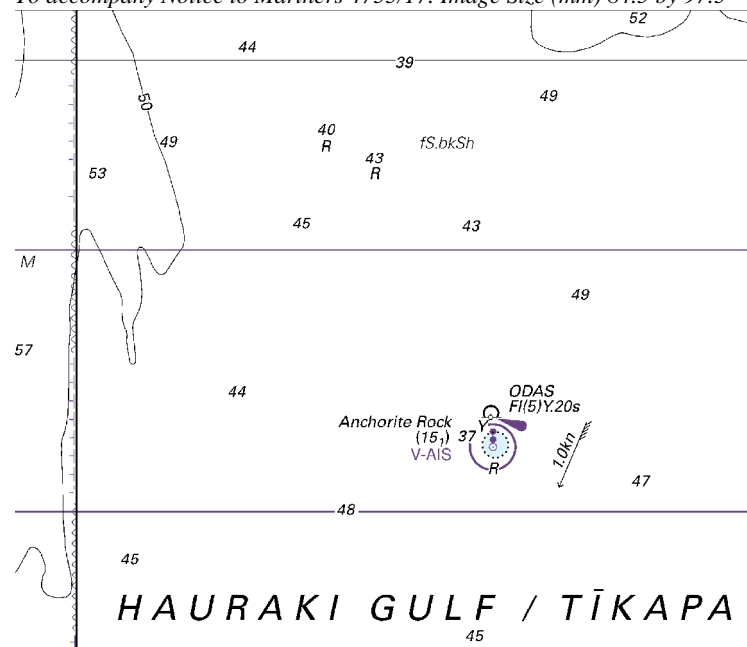 To accompany Notice to Mariners 4753/17. Image Size (mm) 84.5 by 97.5
52
44
39
50
49
40
R
49
fS.bkSh
43
R
53
45
43
M
49
57
44
ODAS
Fl(5)Y.20s
Y
Anchorite Rock
(15₁) 37
V-AIS
R
1.0kn
47
48
45
HAURAKI GULF / TĪKAPA
45